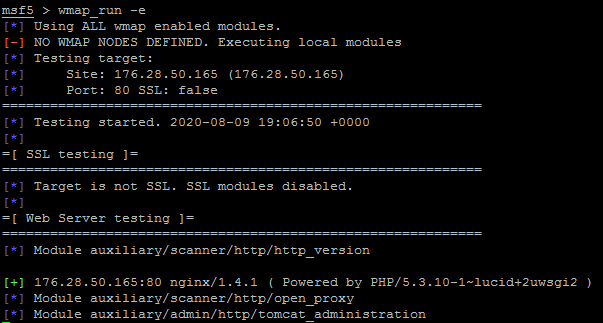 msf5 > wmap_run -e
[*] Using ALL wmap enabled modules.
[-] NO WMAP NODES DEFINED. Executing local modules
[*] Testing target:
[*]     Site: 176.28.50.165 (176.28.50.165)
[*]     Port: 80 SSL: false
============================================================
[*] Testing started. 2020-08-09 19:06:50 +0000
[*]
=[ SSL testing ]=
============================================================
[*] Target is not SSL. SSL modules disabled.
[*]
=[ Web Server testing ]=
============================================================
[*] Module auxiliary/scanner/http/http_version
[+] 176.28.50.165:80 nginx/1.4.1 ( Powered by PHP/5.3.10-1~lucid+2uwsgi2 )
[*] Module auxiliary/scanner/http/open_proxy
[*] Module auxiliary/admin/http/tomcat_administration